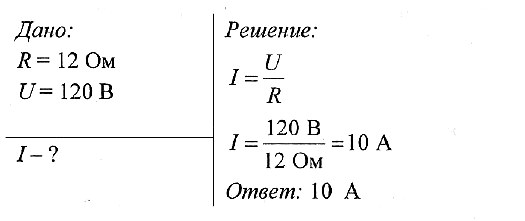 Дано:
R = 12 Ом
U = 120 В
I – ?
Решение:
I = U/R
I = 120 В/12 Ом = 10 А
Ответ: 10 А